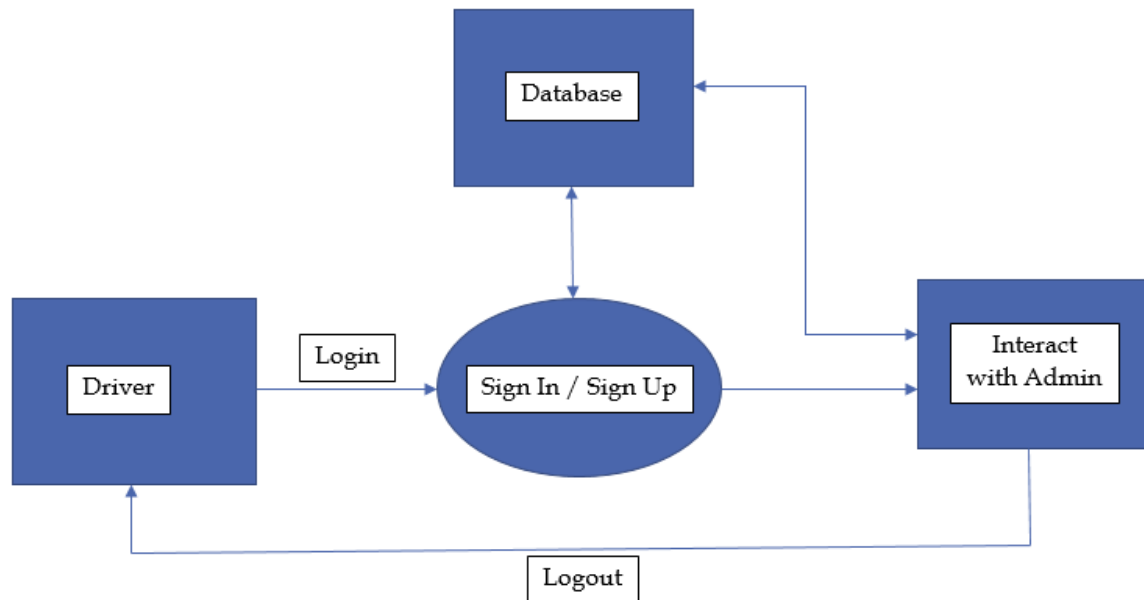 Database
Login
Driver
Sign In / Sign Up
Interact
with Admin
Logout